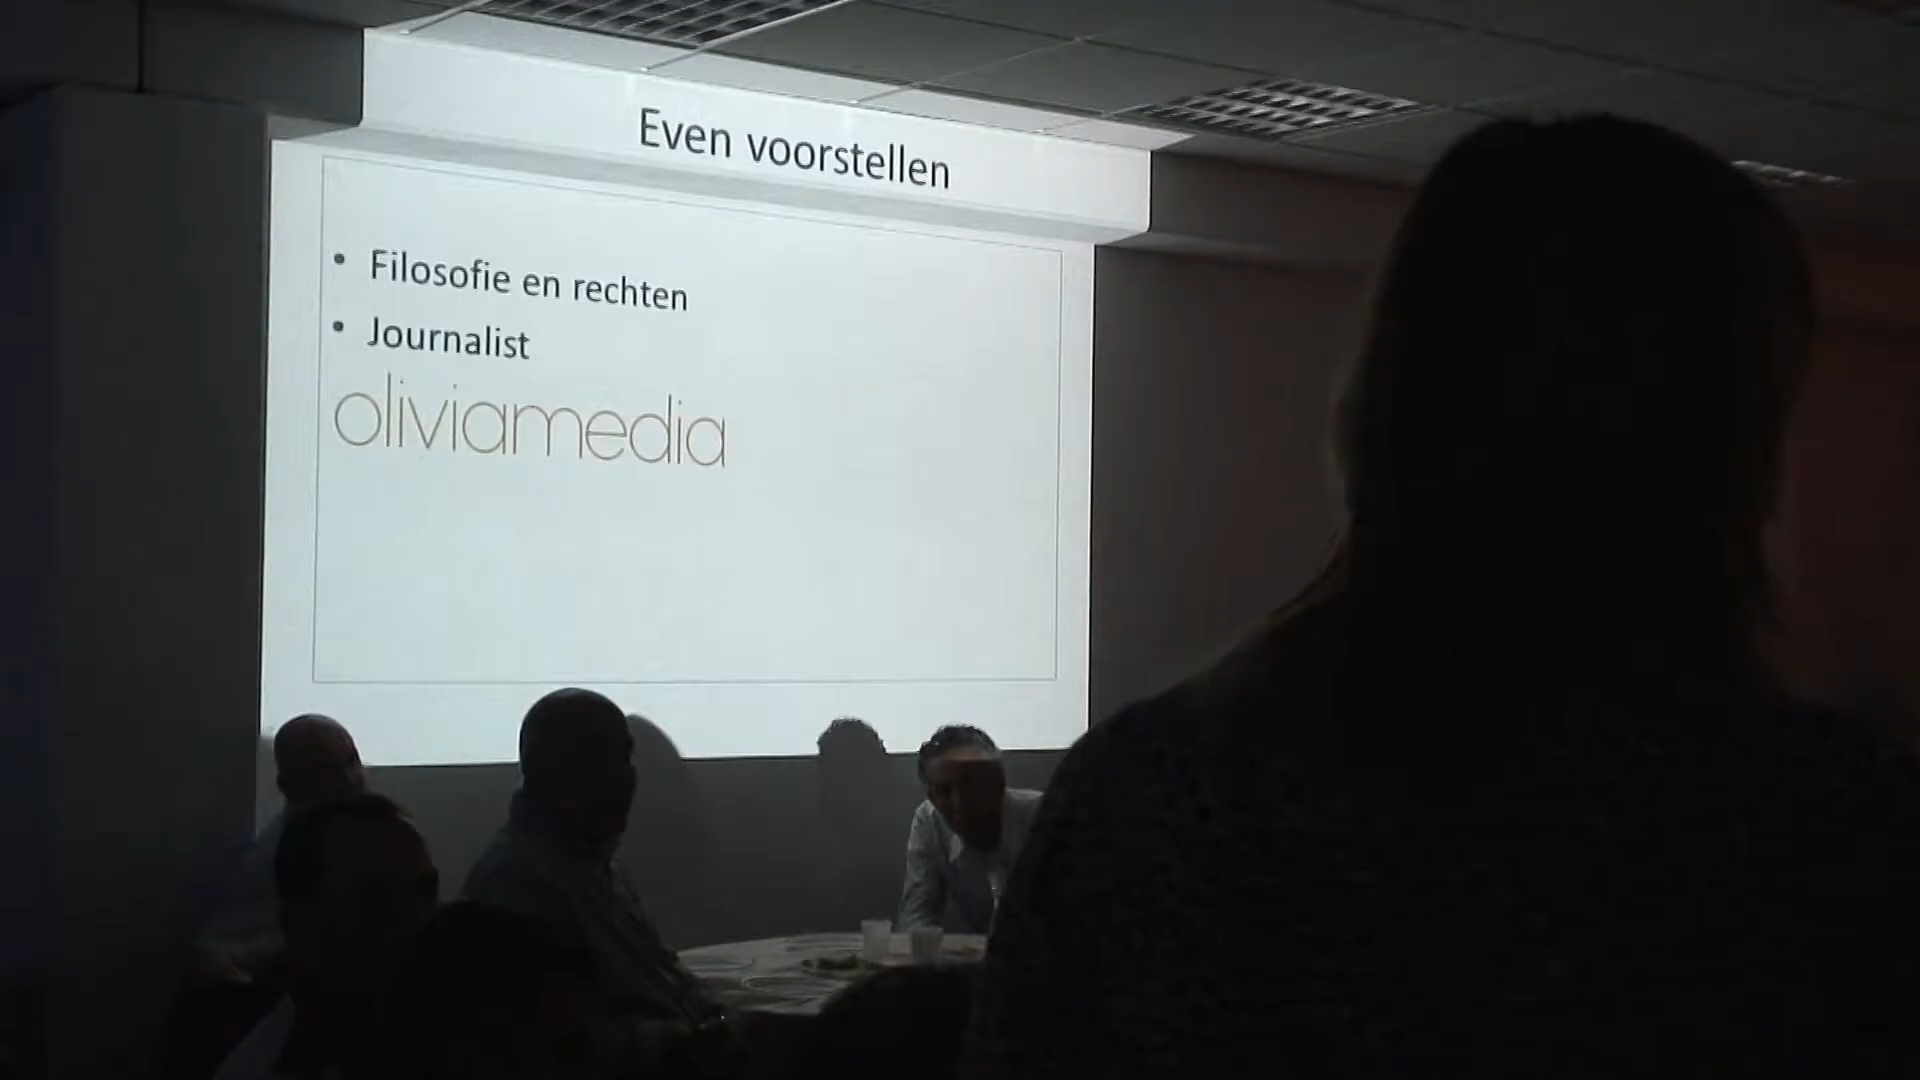 Even voorstellen
• Filosofie en rechten
• Journalist
oliviamedia